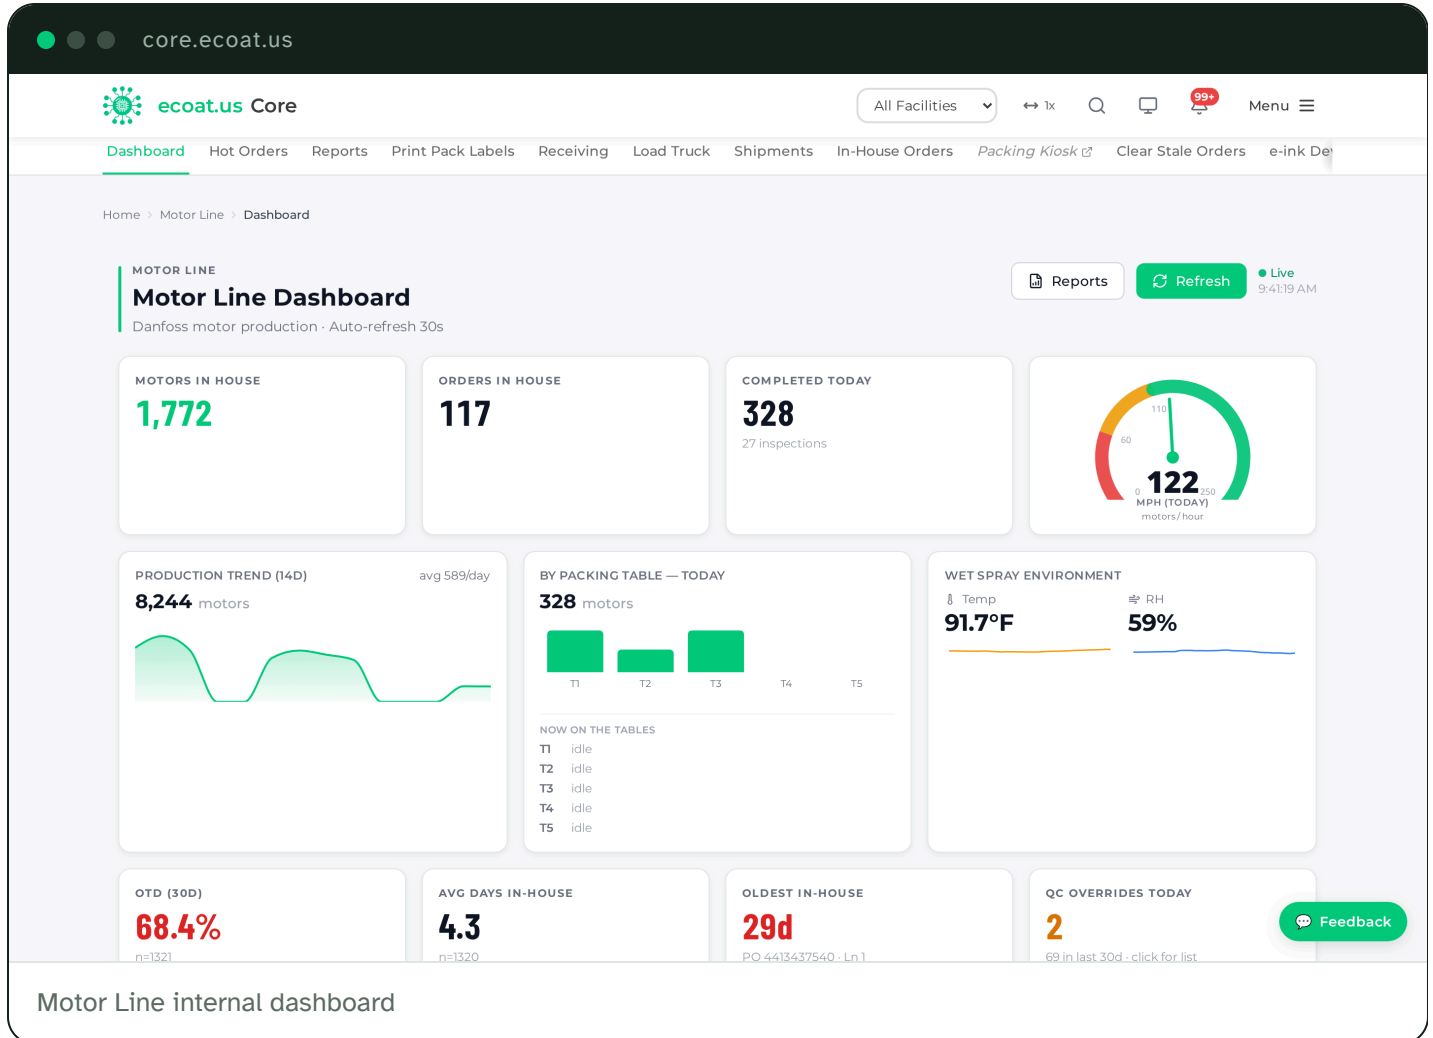 core.ecoat.us
ecoat.us Core
All Facilities
1x
99+
Menu
Dashboard Hot Orders Reports Print Pack Labels Receiving Load Truck Shipments In-House Orders Packing Kiosk Clear Stale Orders e-ink De
Home > Motor Line > Dashboard
MOTOR LINE
Motor Line Dashboard
Danfoss motor production · Auto-refresh 30s
Reports
Refresh
Live
9:41:19 AM
MOTORS IN HOUSE
1,772
ORDERS IN HOUSE
117
COMPLETED TODAY
328
27 inspections
110
60
0
122
250
MPH (TODAY)
motors / hour
PRODUCTION TREND (14D)
avg 589/day
8,244 motors
BY PACKING TABLE — TODAY
328 motors
T1 T2 T3 T4 T5
NOW ON THE TABLES
T1 idle
T2 idle
T3 idle
T4 idle
T5 idle
WET SPRAY ENVIRONMENT
Temp
91.7°F
RH
59%
OTD (30D)
68.4%
n=1321
AVG DAYS IN-HOUSE
4.3
n=1320
OLDEST IN-HOUSE
29d
PO 4413437540 · Ln 1
QC OVERRIDES TODAY
2
69 in last 30d · click for list
Feedback
Motor Line internal dashboard